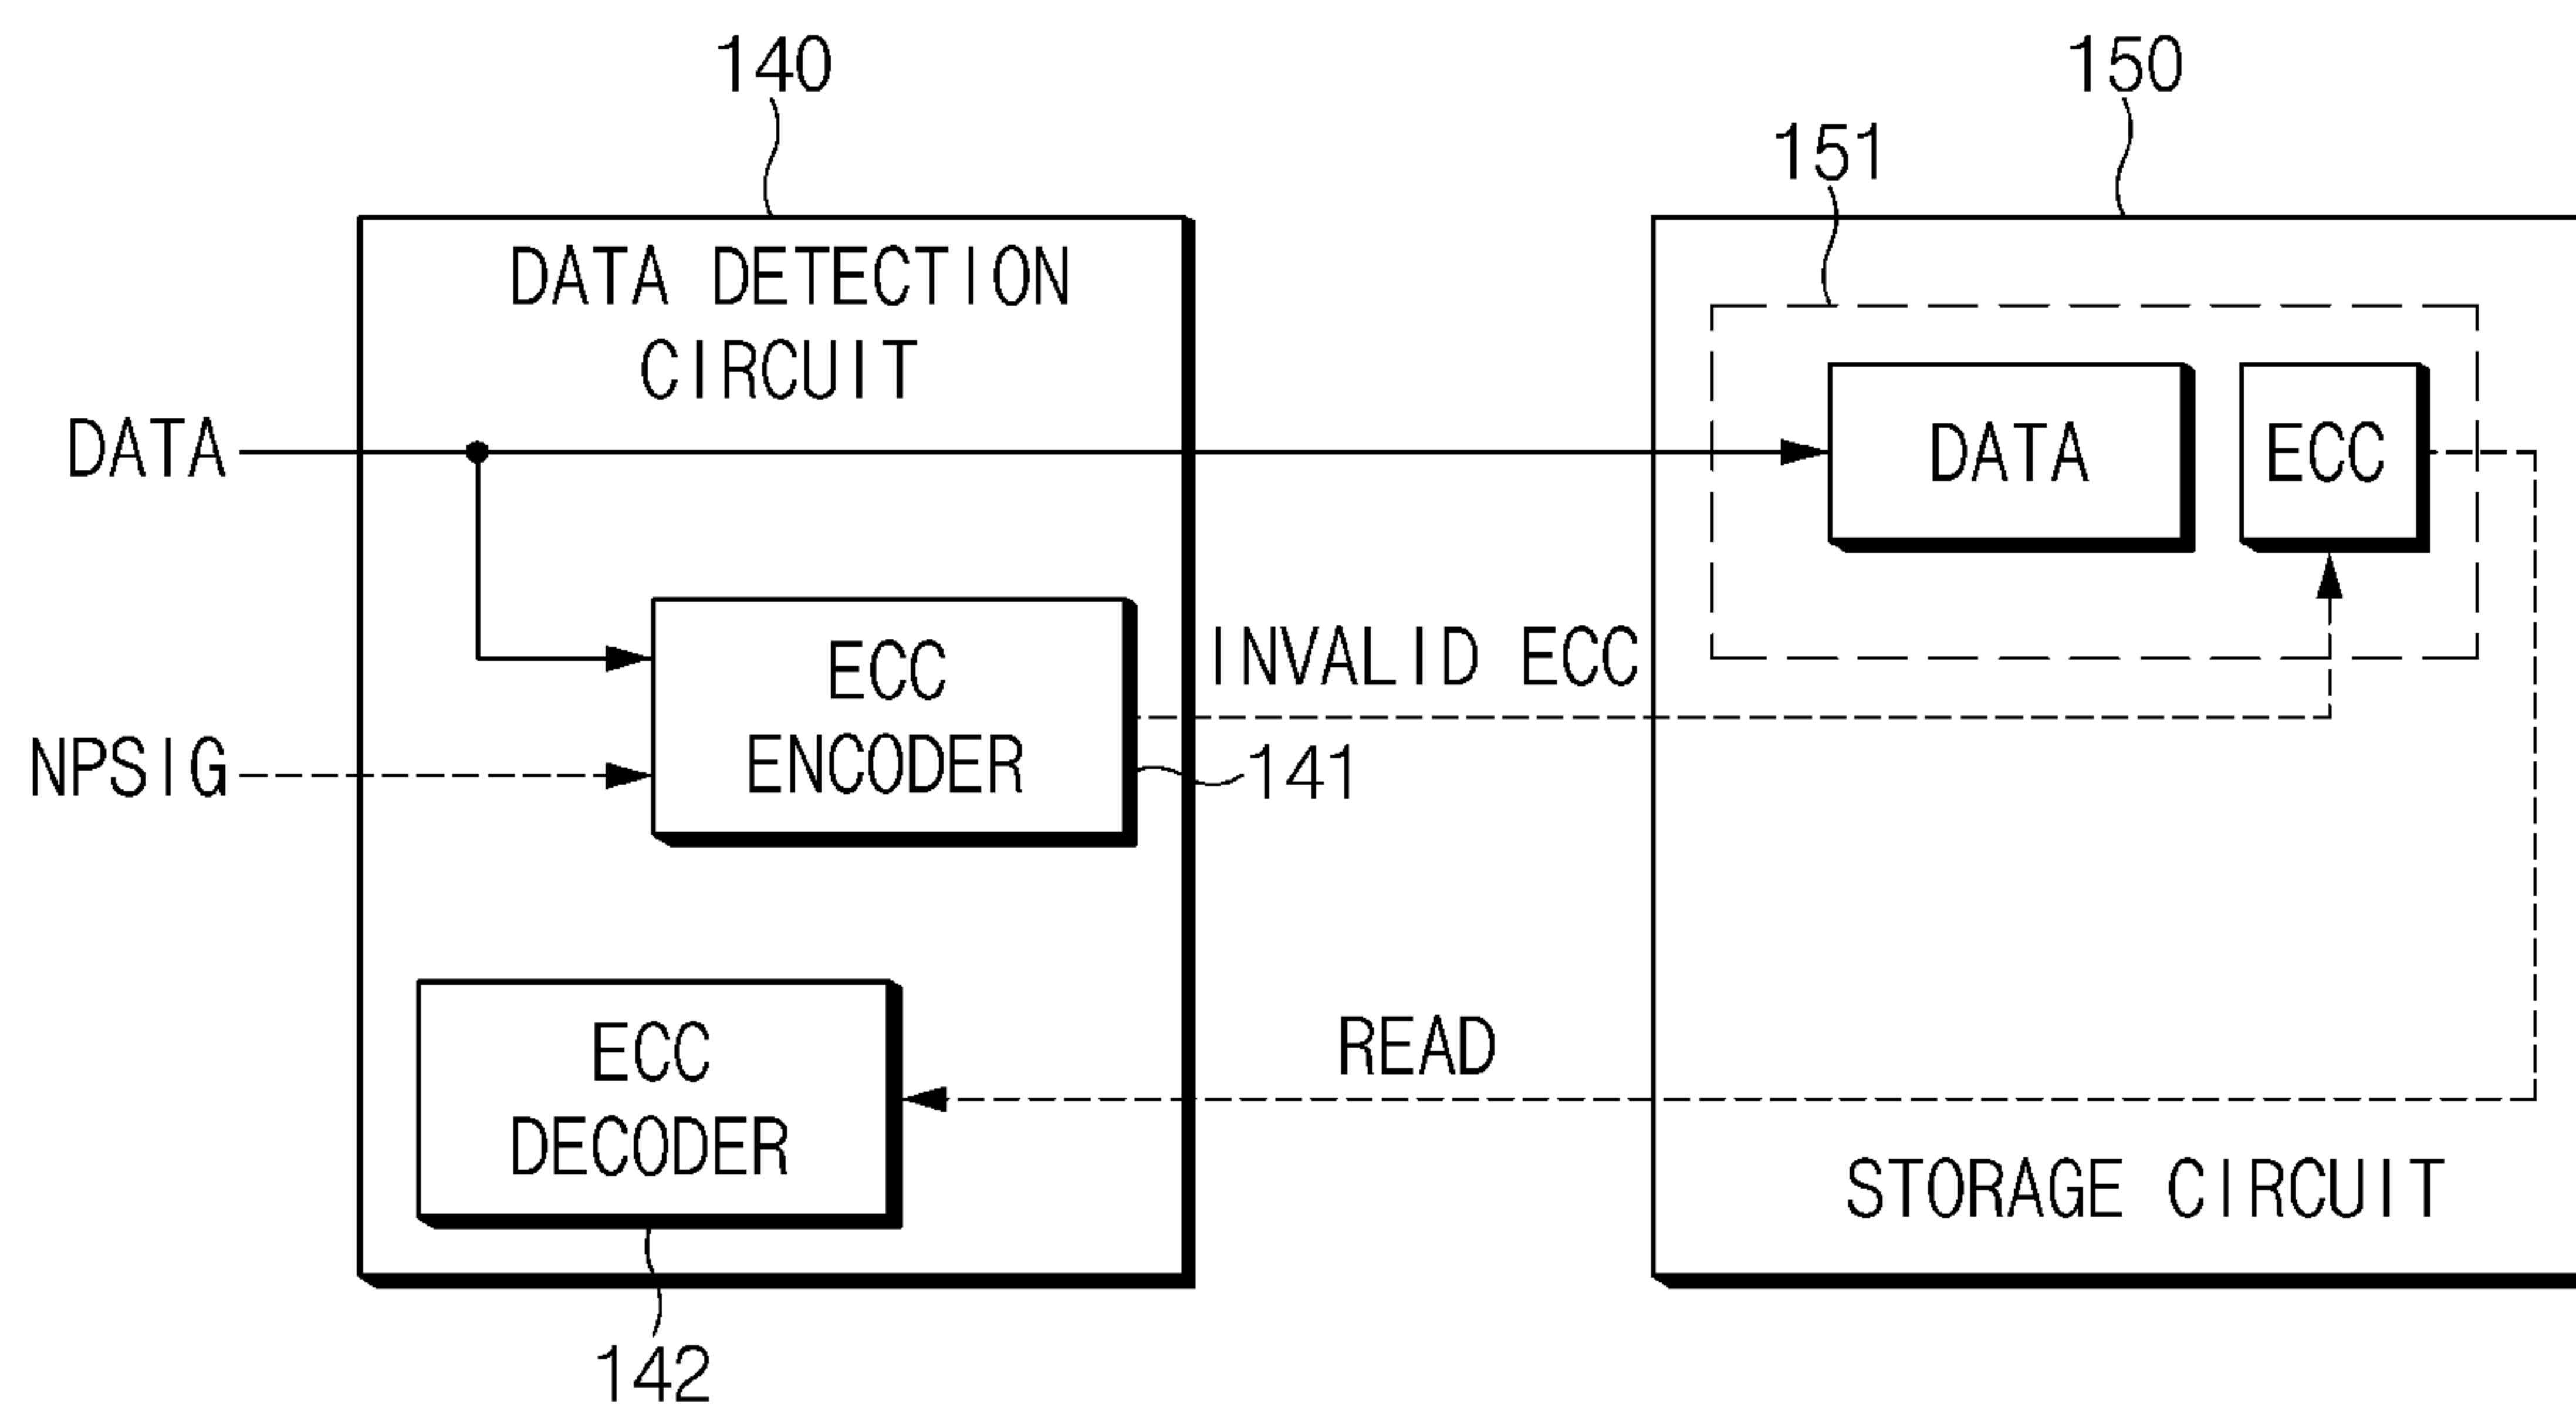 140
150
151
DATA DETECTION
CIRCUIT
DATA
DATA
ECC
ECC
ENCODER
INVALID ECC
NPSIG
141
ECC
DECODER
READ
STORAGE CIRCUIT
142